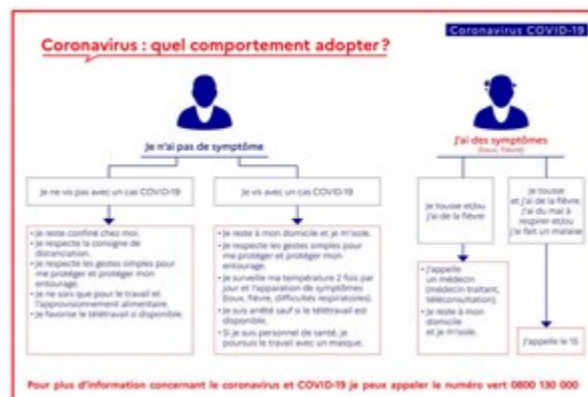 Coronavirus COVID-19
Coronavirus : quel comportement adopter ?
Je n'ai pas de symptôme
Je ne vis pas avec un cas COVID-19
• Je reste confiné chez moi.
• Je respecte la consigne de
distanciation.
• Je respecte les gestes simples pour
me protéger et protéger mon
entourage.
• Je ne sors que pour le travail et
l'approvisionnement alimentaire.
• Je favorise le télétravail si disponible.
Je vis avec un cas COVID-19
• Je reste à mon domicile et je m'isole.
• Je respecte les gestes simples pour
me protéger et protéger mon
entourage.
• Je surveille ma température 2 fois par
jour et l'apparation de symptômes
(toux, fièvre, difficultés respiratoires).
• Je suis arrêté sauf si le télétravail est
disponible.
• Si je suis personnel de santé, je
poursuis le travail avec un masque.
J'ai des symptômes
(toux, fièvre)
Je tousse et/ou
j'ai de la fièvre
• J'appelle
un médecin
(médecin traitant,
téléconsultation).
• Je reste à mon
domicile
et je m'isole.
Je tousse
et j'ai de la fièvre.
J'ai du mal à
respirer et/ou
j'ai fait un malaise
J'appelle le 15
Pour plus d'information concernant le coronavirus et COVID-19 je peux appeler le numéro vert 0800 130 000